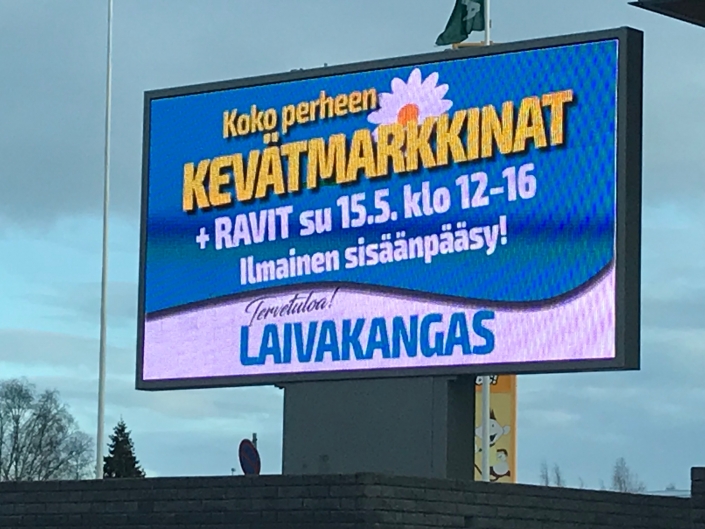 Koko perheen
KEVÄTMARKKINAT
+ RAVIT su 15.5. klo 12-16
Ilmainen sisäänpääsy!
Tervetuloa!
LAIVAKANGAS